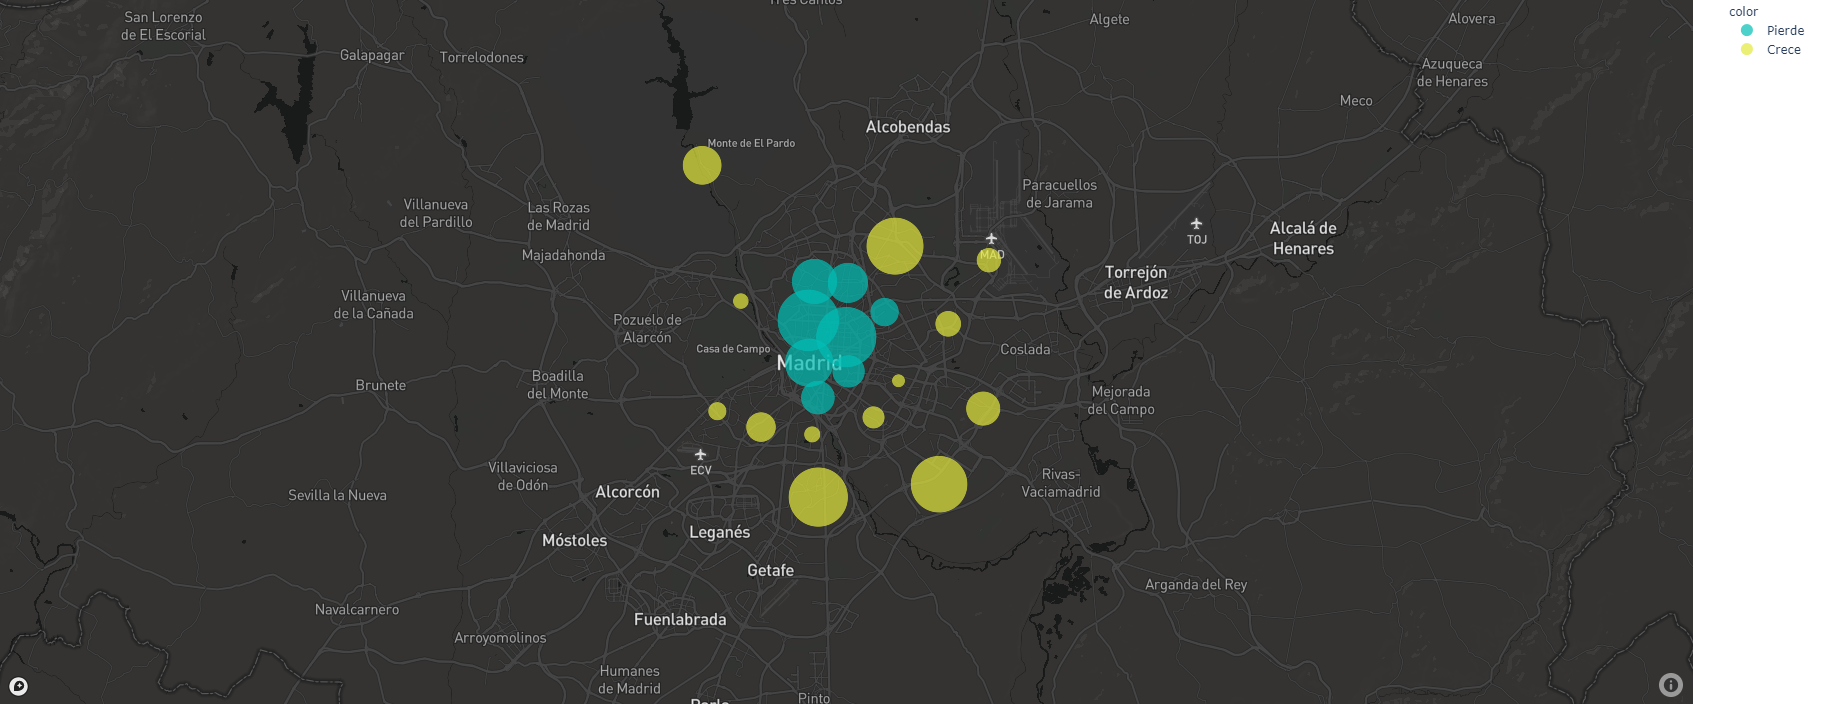 Tres Cantos
San Lorenzo
de El Escorial
Algete
Alovera
color
Pierde
Crece
Galapagar
Torrelodones
Azuqueca
de Henares
Meco
Alcobendas
Monte de El Pardo
Paracuellos
de Jarama
Villanueva
del Pardillo
Las Rozas
de Madrid
Alcalá de
Henares
TOJ
MAD
Majadahonda
Torrejón
de Ardoz
Villanueva
de la Cañada
Pozuelo de
Alarcón
Casa de Campo
Coslada
Madrid
Brunete
Boadilla
del Monte
Mejorada
del Campo
ECV
Villaviciosa
de Odón
Rivas-
Vaciamadrid
Sevilla la Nueva
Alcorcón
Leganés
Móstoles
Getafe
Arganda del Rey
Navalcarnero
Fuenlabrada
Arroyomolinos
Humanes
de Madrid
Pinto
Parla